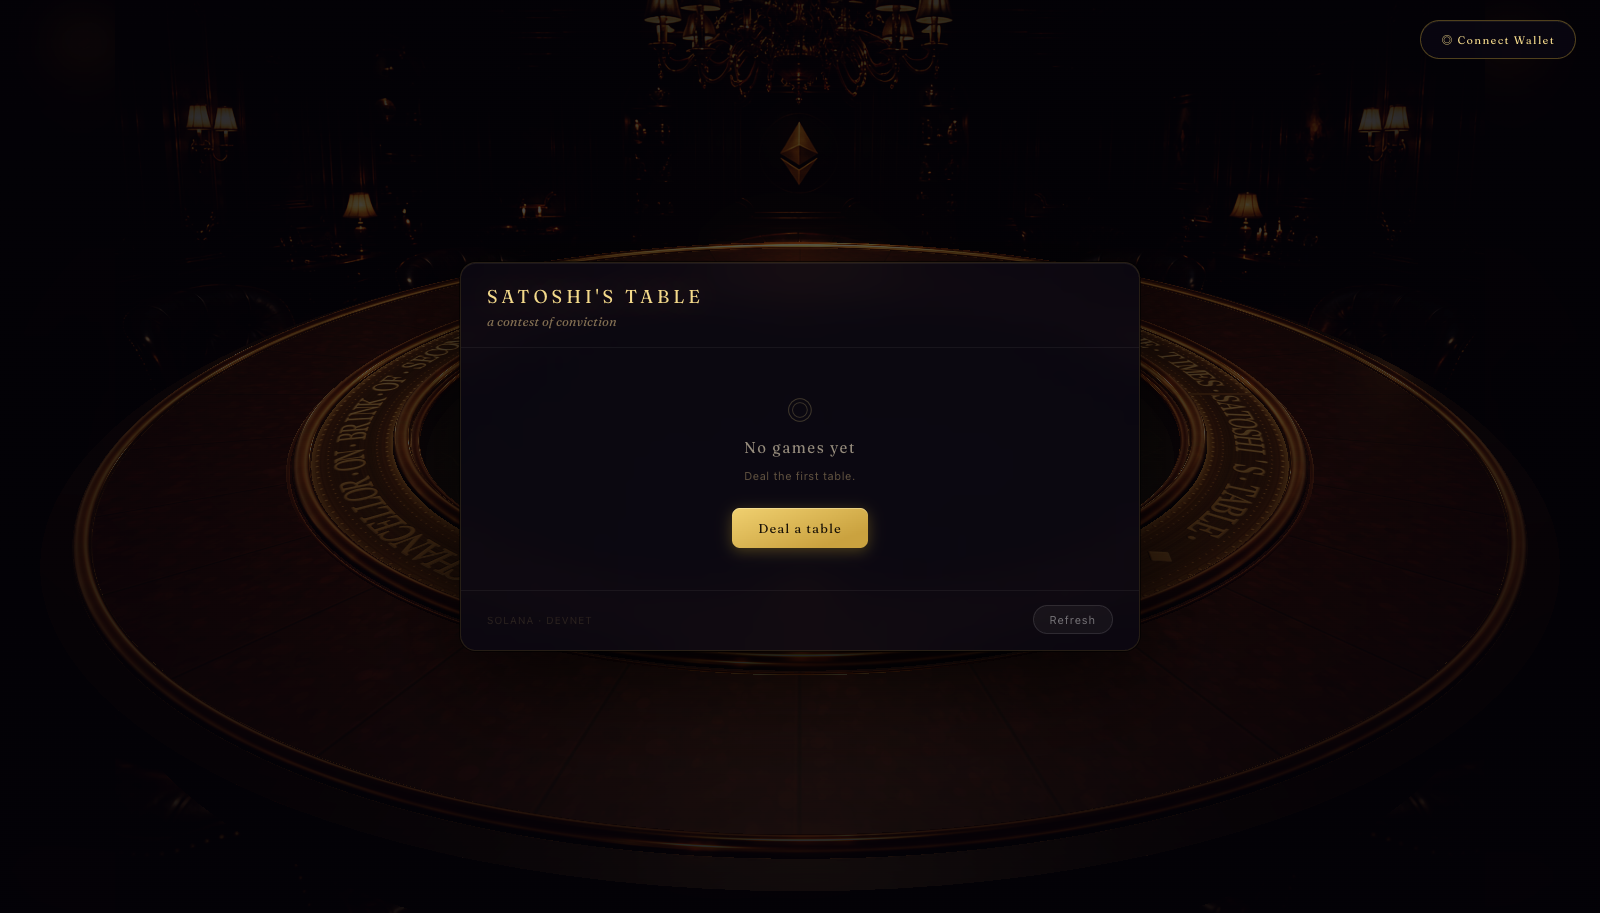 ◎ Connect Wallet
SATOSHI'S TABLE
a contest of conviction
CHANCELLOR · ON · BRINK · OF · SECON
TIMES · SATOSHI'S · TABLE ·
No games yet
Deal the first table.
Deal a table
SOLANA · DEVNET
Refresh